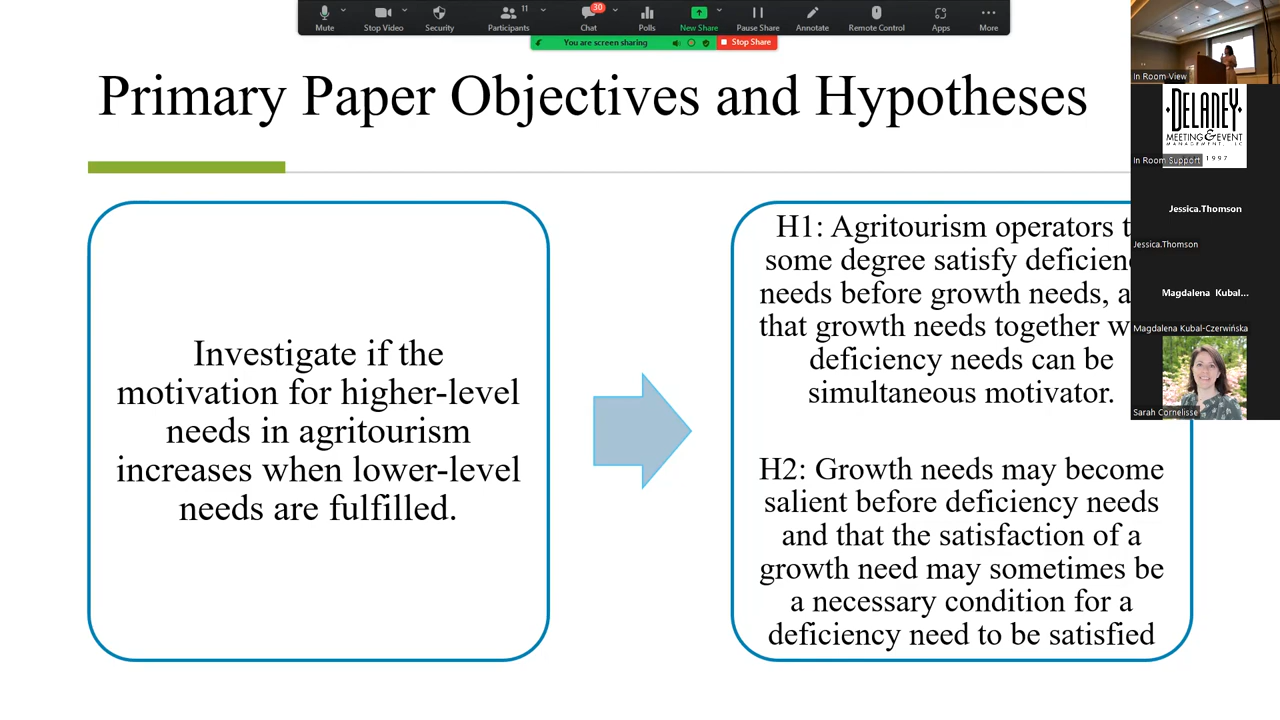 Mute
Stop Video
Security
Participants
11
Chat
30
Polls
New Share
Pause Share
Annotate
Remote Control
Apps
More
You are screen sharing
Stop Share
Primary Paper Objectives and Hypotheses
Investigate if the
motivation for higher-level
needs in agritourism
increases when lower-level
needs are fulfilled.
H1: Agritourism operators
some degree satisfy
needs before growth needs,
that growth needs together
deficiency needs can be
simultaneous motivator.
H2: Growth needs may become
salient before deficiency needs
and that the satisfaction of a
growth need may sometimes be
a necessary condition for a
deficiency need to be satisfied
In Room View
DELANEY
MEETING & EVENT
MANAGEMENT, LLC
1997
In Room Support
Jessica.Thomson
Jessica.Thomson
Magdalena Kubal...
Magdalena Kubal-Czerwińska
Sarah Cornelisse